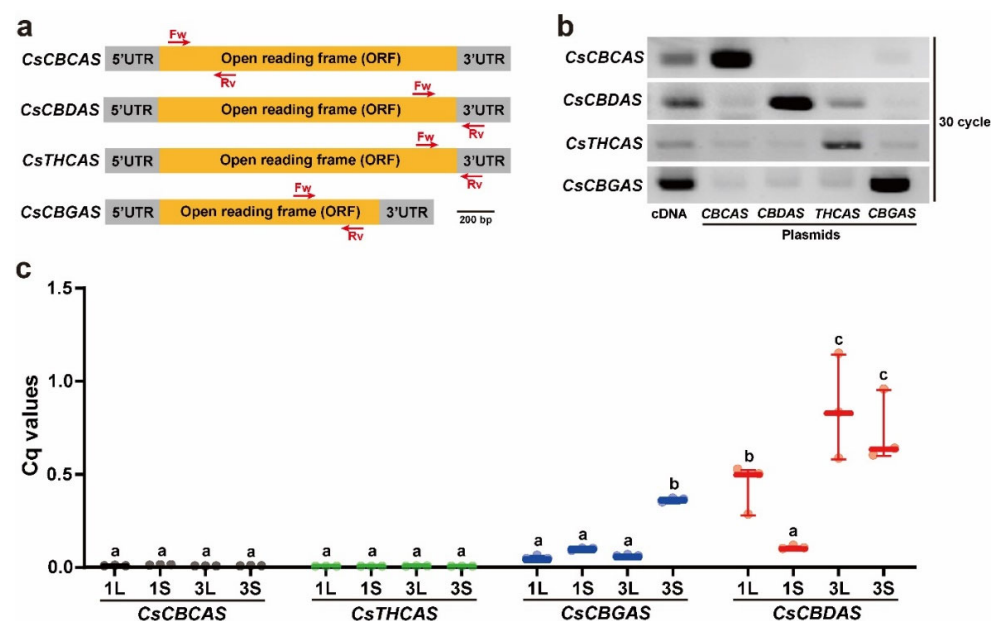 a
Fw
CsCBCAS 5'UTR Open reading frame (ORF) 3'UTR
Rv
Fw
CsCBDAS 5'UTR Open reading frame (ORF) 3'UTR
Rv
Fw
CsTHCAS 5'UTR Open reading frame (ORF) 3'UTR
Rv
Fw
CsCBGAS 5'UTR Open reading frame (ORF) 3'UTR
Rv
200 bp
b
CsCBCAS
CsCBDAS
CsTHCAS
CsCBGAS
30 cycle
cDNA CBCAS CBDAS THCAS CBGAS
Plasmids
c
Cq values
1.5
1.0
0.5
0.0
a a a a
a a a a
a a a b
b a c c
1L 1S 3L 3S 1L 1S 3L 3S 1L 1S 3L 3S 1L 1S 3L 3S
CsCBCAS CsTHCAS CsCBGAS CsCBDAS